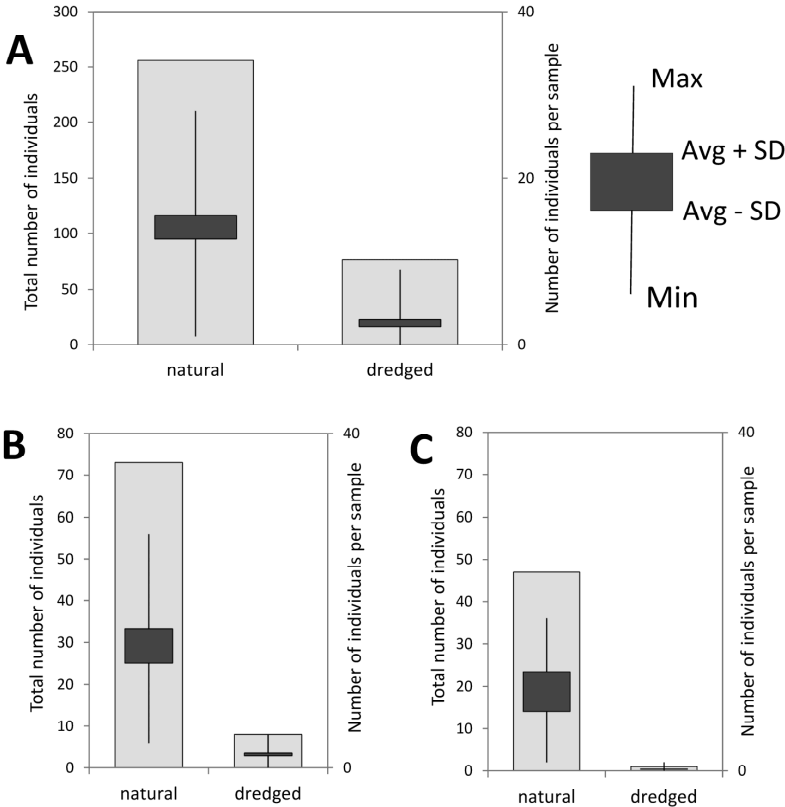 A
Total number of individuals
300
250
200
150
100
50
0
natural
dredged
40
20
0
Number of individuals per sample
Max
Avg + SD
Avg - SD
Min
B
Total number of individuals
80
70
60
50
40
30
20
10
0
natural
dredged
40
0
Number of individuals per sample
C
Total number of individuals
80
70
60
50
40
30
20
10
0
natural
dredged
40
0
Number of individuals per sample